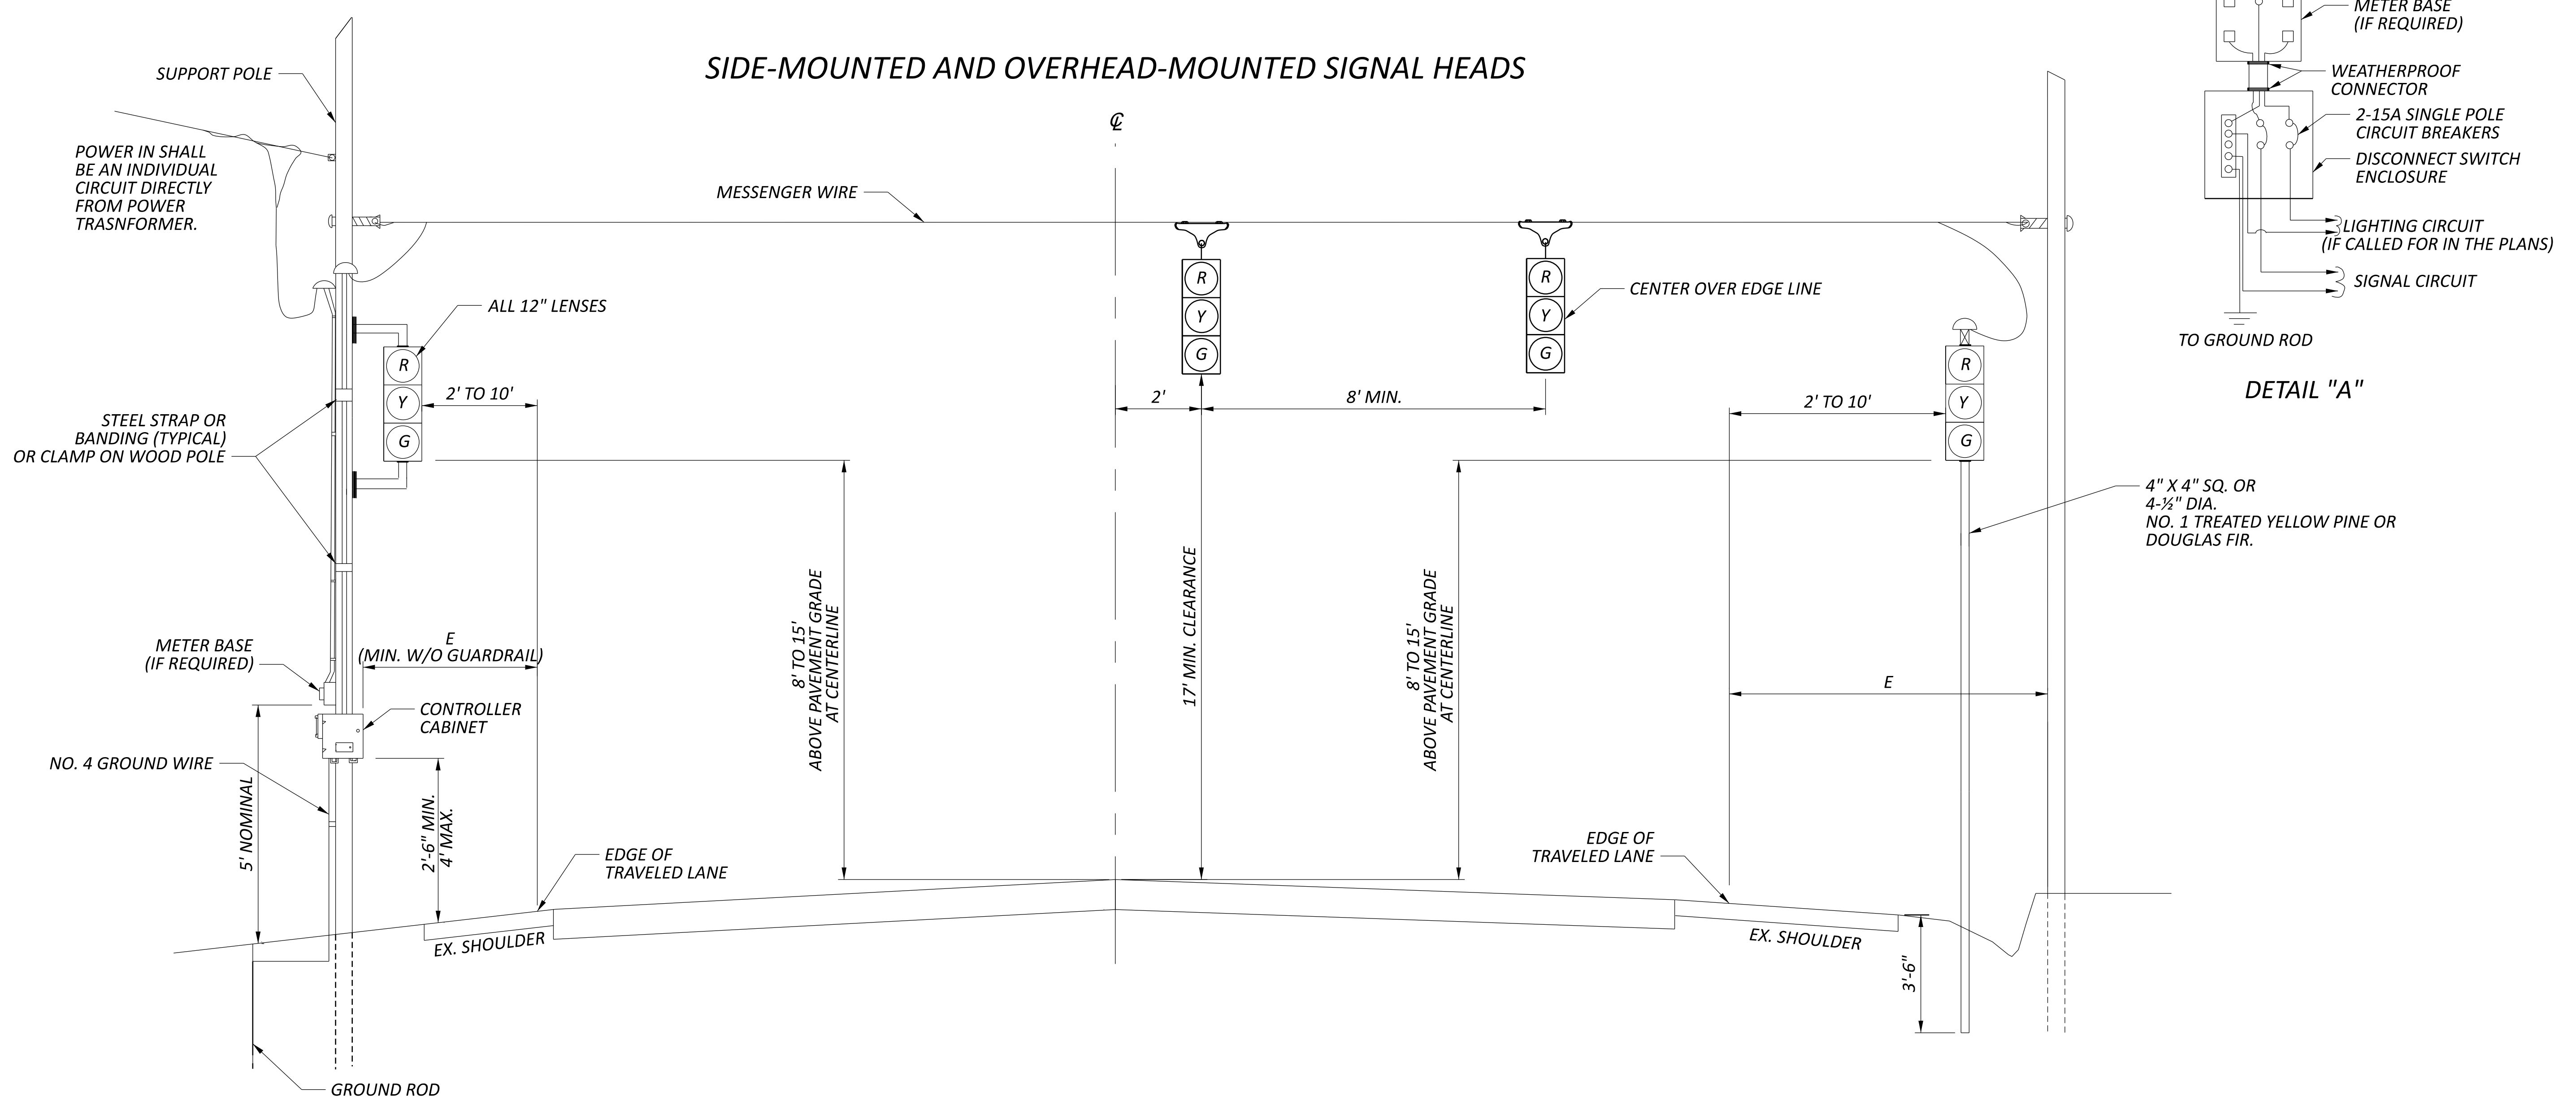 SIDE-MOUNTED AND OVERHEAD-MOUNTED SIGNAL HEADS
℄
SUPPORT POLE
POWER IN SHALL
BE AN INDIVIDUAL
CIRCUIT DIRECTLY
FROM POWER
TRASNFORMER.
MESSENGER WIRE
ALL 12" LENSES
R
Y
G
2' TO 10'
STEEL STRAP OR
BANDING (TYPICAL)
OR CLAMP ON WOOD POLE
R
Y
G
R
Y
G
CENTER OVER EDGE LINE
2'
8' MIN.
2' TO 10'
R
Y
G
4" X 4" SQ. OR
4-½" DIA.
NO. 1 TREATED YELLOW PINE OR
DOUGLAS FIR.
METER BASE
(IF REQUIRED)
E
(MIN. W/O GUARDRAIL)
8' TO 15'
ABOVE PAVEMENT GRADE
AT CENTERLINE
17' MIN. CLEARANCE
8' TO 15'
ABOVE PAVEMENT GRADE
AT CENTERLINE
E
CONTROLLER
CABINET
NO. 4 GROUND WIRE
5' NOMINAL
2'-6" MIN.
4' MAX.
EDGE OF
TRAVELED LANE
EDGE OF
TRAVELED LANE
EX. SHOULDER
EX. SHOULDER
3'-6"
GROUND ROD
METER BASE
(IF REQUIRED)
WEATHERPROOF
CONNECTOR
2-15A SINGLE POLE
CIRCUIT BREAKERS
DISCONNECT SWITCH
ENCLOSURE
LIGHTING CIRCUIT
(IF CALLED FOR IN THE PLANS)
SIGNAL CIRCUIT
TO GROUND ROD
DETAIL "A"